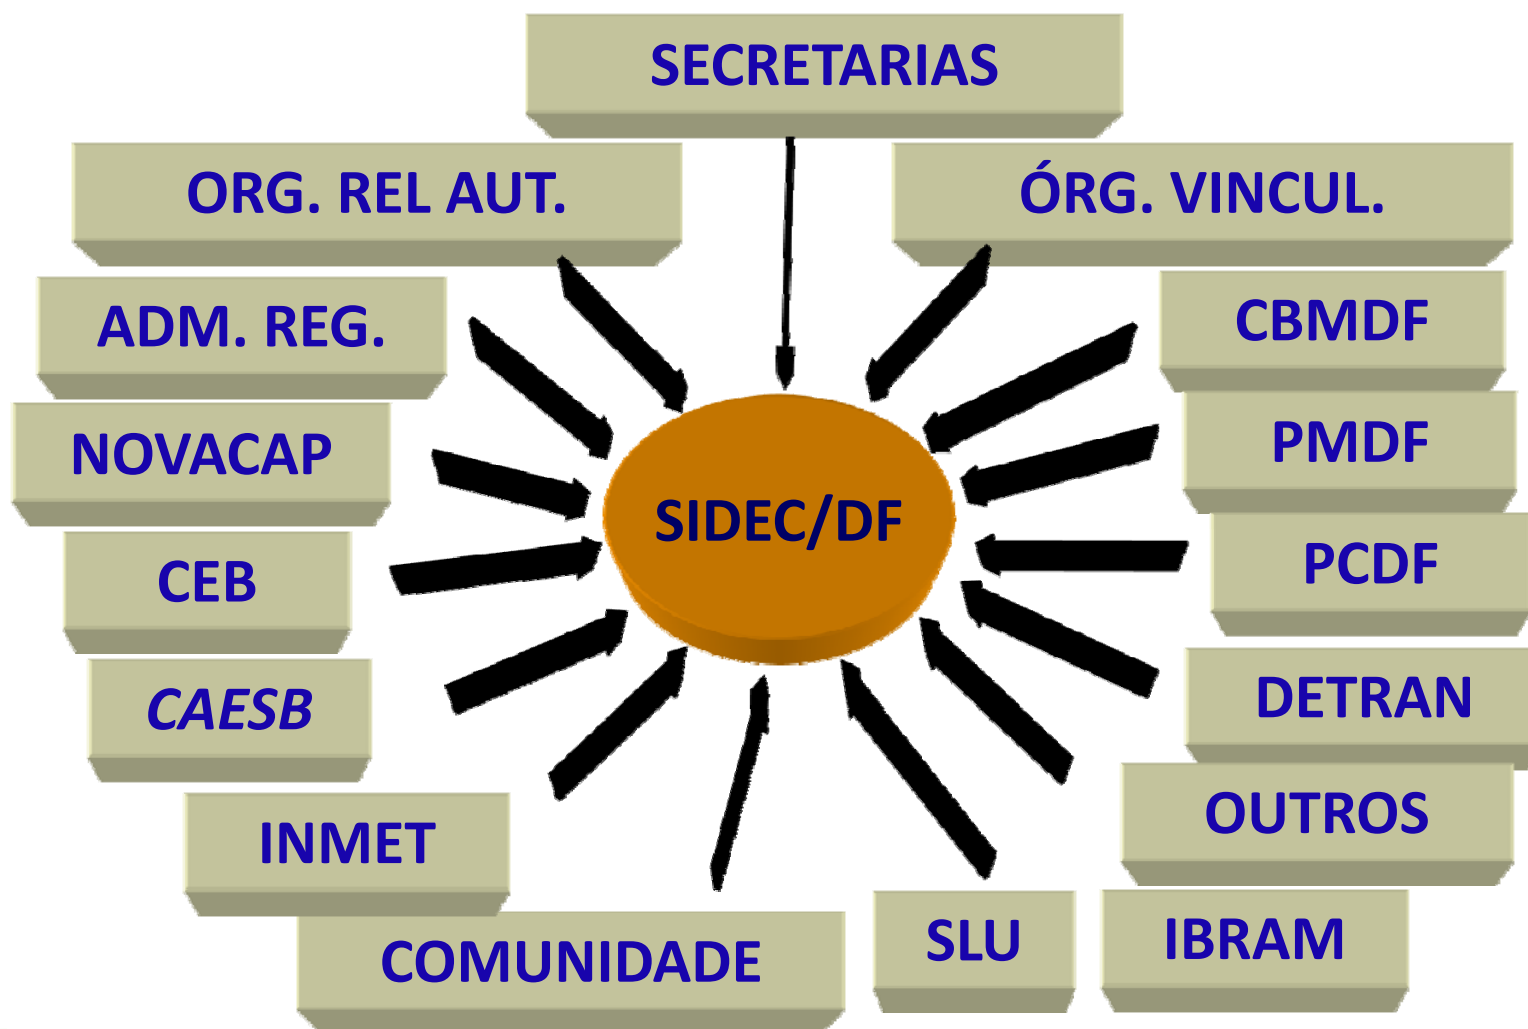 SECRETARIAS
ORG. REL AUT.
ÓRG. VINCUL.
ADM. REG.
CBMDF
NOVACAP
PMDF
SIDEC/DF
CEB
PCDF
CAESB
DETRAN
INMET
OUTROS
COMUNIDADE
SLU
IBRAM